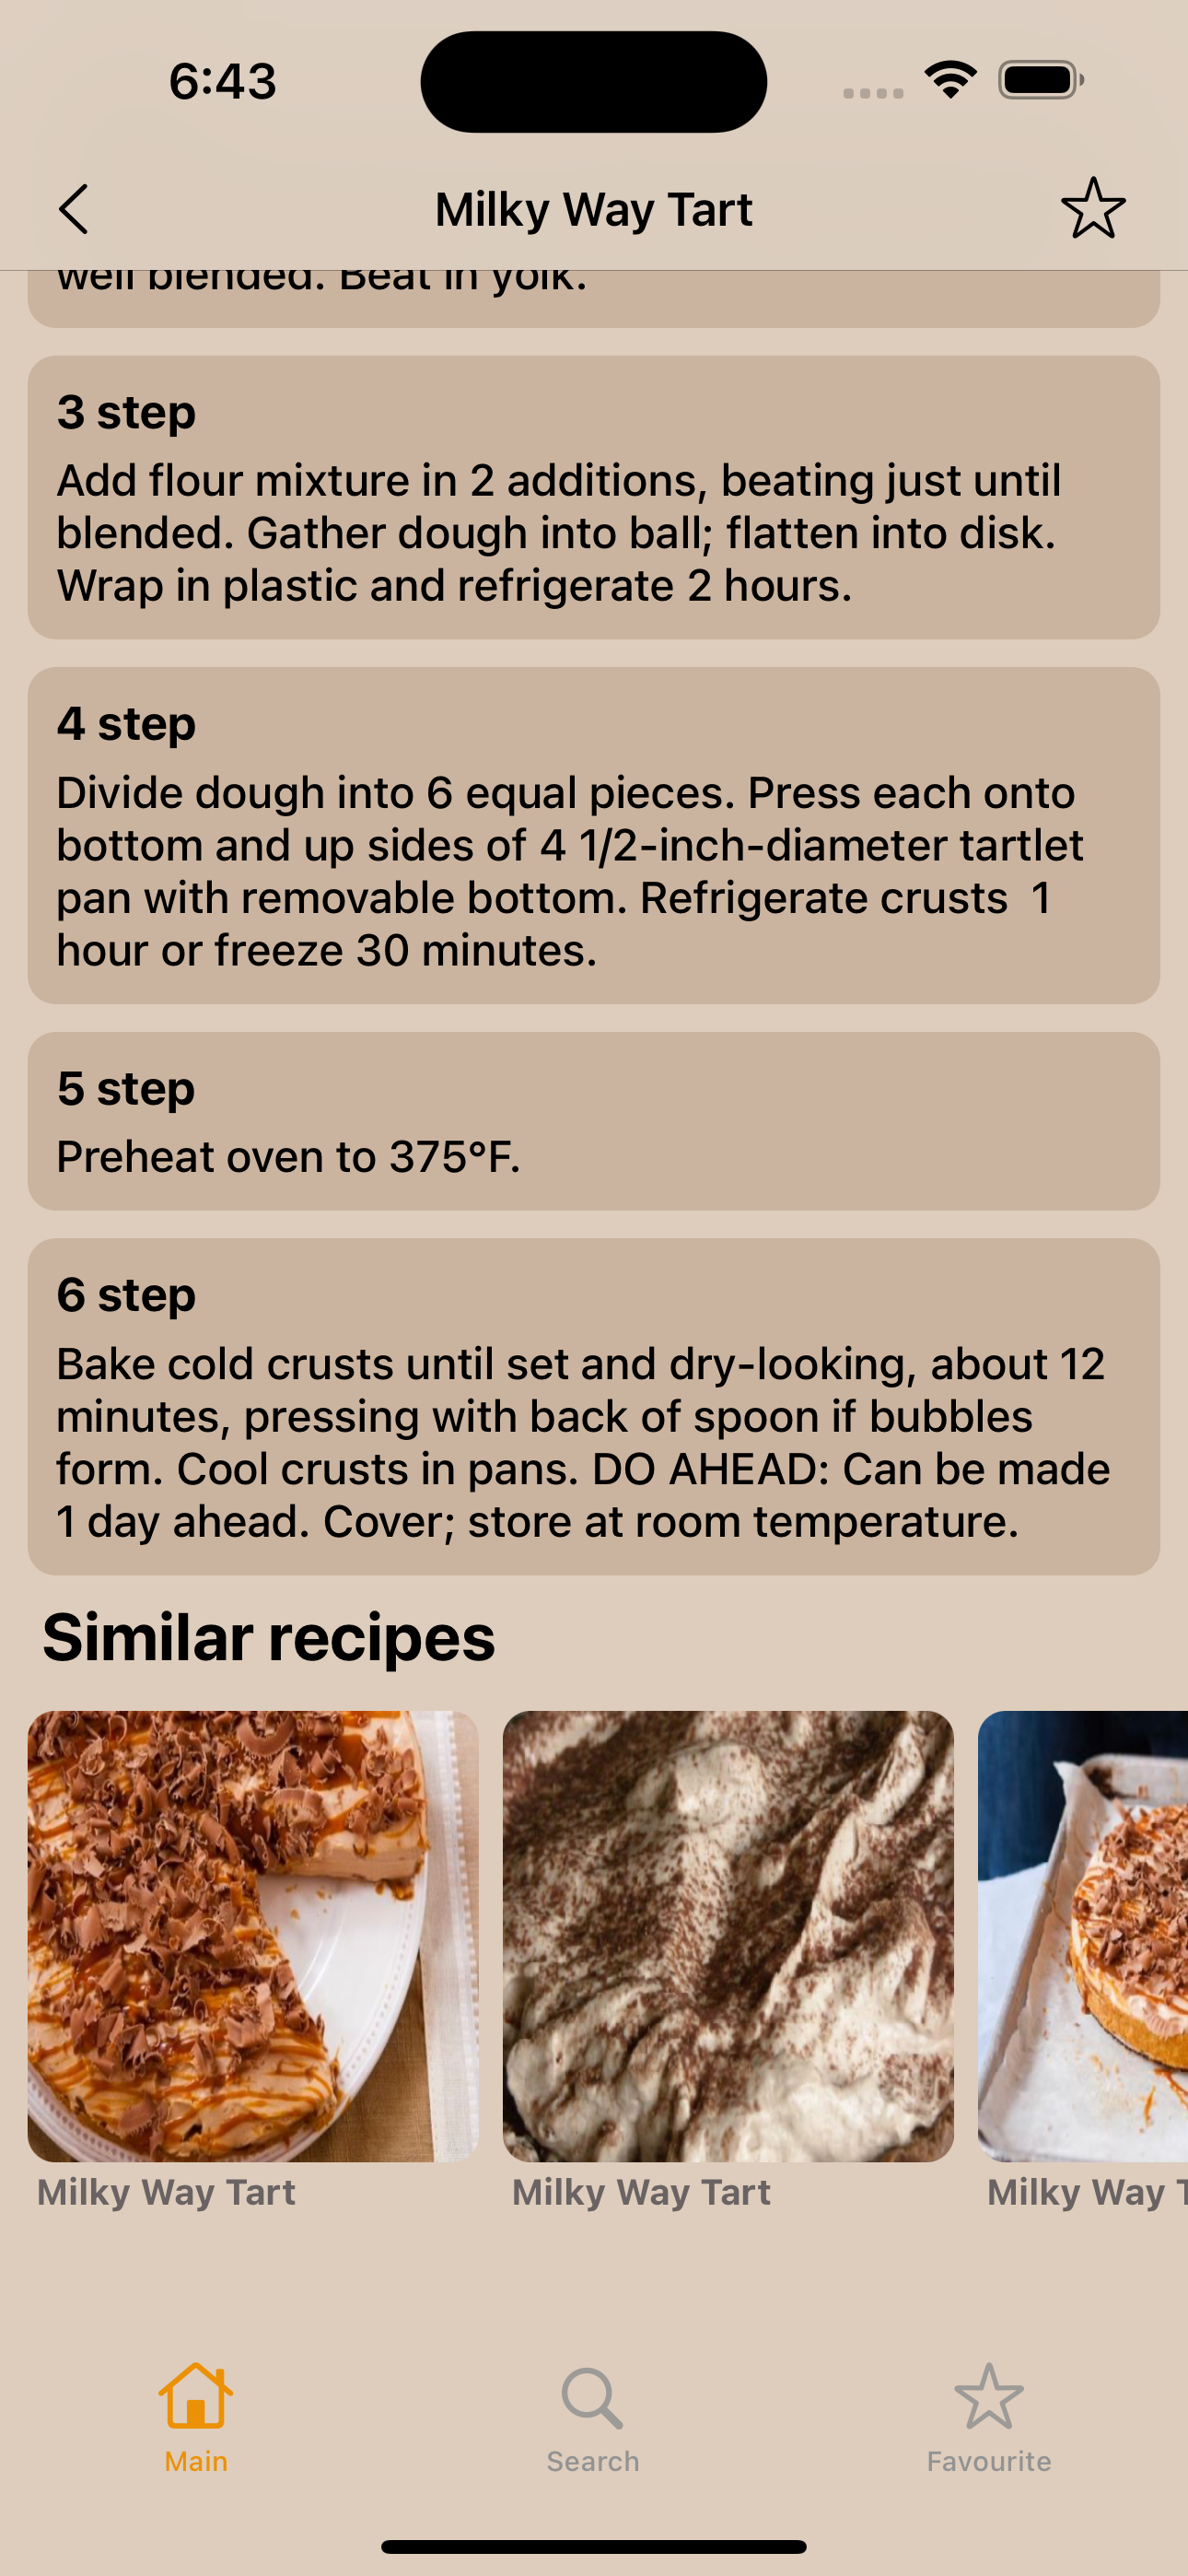 6:43
Milky Way Tart
well blended. Beat in yolk.
3 step
Add flour mixture in 2 additions, beating just until
blended. Gather dough into ball; flatten into disk.
Wrap in plastic and refrigerate 2 hours.
4 step
Divide dough into 6 equal pieces. Press each onto
bottom and up sides of 4 1/2-inch-diameter tartlet
pan with removable bottom. Refrigerate crusts  1
hour or freeze 30 minutes.
5 step
Preheat oven to 375°F.
6 step
Bake cold crusts until set and dry-looking, about 12
minutes, pressing with back of spoon if bubbles
form. Cool crusts in pans. DO AHEAD: Can be made
1 day ahead. Cover; store at room temperature.
Similar recipes
Milky Way Tart
Milky Way Tart
Milky Way T
Main
Search
Favourite